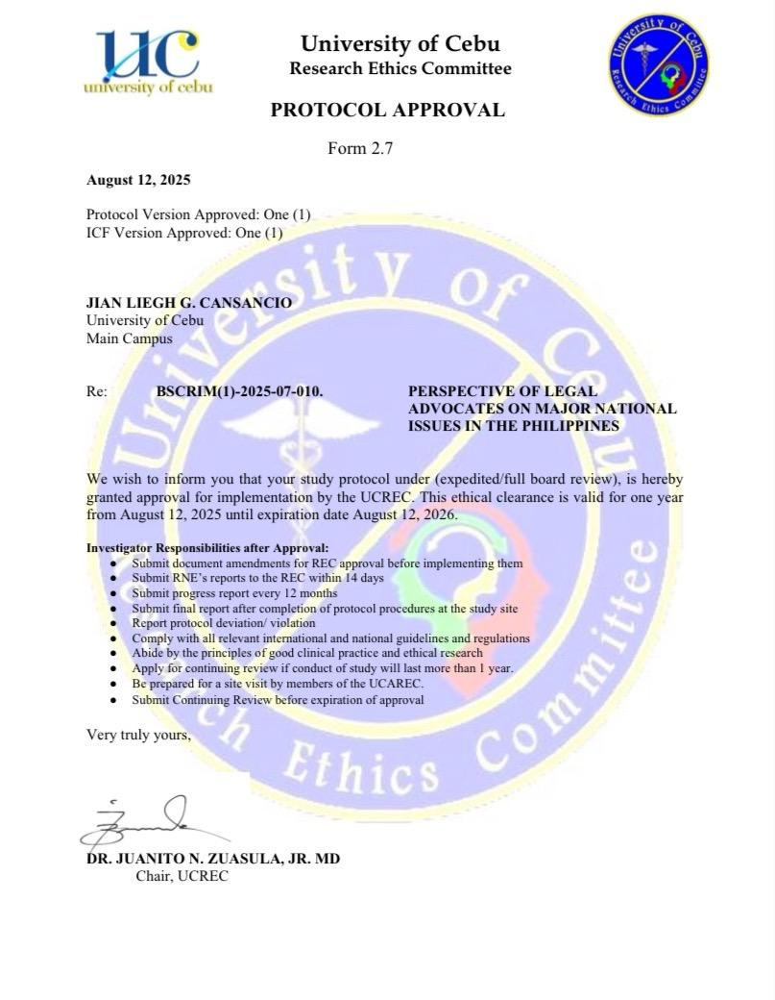 UC
university of cebu
University of Cebu
Research Ethics Committee
University of Cebu
Research Ethics Committee
PROTOCOL APPROVAL
Form 2.7
August 12, 2025
Protocol Version Approved: One (1)
ICF Version Approved: One (1)
JIAN LIEGH G. CANSANCIO
University of Cebu
Main Campus
Re: BSCRIM(1)-2025-07-010. PERSPECTIVE OF LEGAL
ADVOCATES ON MAJOR NATIONAL
ISSUES IN THE PHILIPPINES
We wish to inform you that your study protocol under (expedited/full board review), is hereby
granted approval for implementation by the UCREC. This ethical clearance is valid for one year
from August 12, 2025 until expiration date August 12, 2026.
Investigator Responsibilities after Approval:
● Submit document amendments for REC approval before implementing them
● Submit RNE's reports to the REC within 14 days
● Submit progress report every 12 months
● Submit final report after completion of protocol procedures at the study site
● Report protocol deviation/ violation
● Comply with all relevant international and national guidelines and regulations
● Abide by the principles of good clinical practice and ethical research
● Apply for continuing review if conduct of study will last more than 1 year.
● Be prepared for a site visit by members of the UCAREC.
● Submit Continuing Review before expiration of approval
Very truly yours,
DR. JUANITO N. ZUASULA, JR. MD
Chair, UCREC
University of Cebu
Research Ethics Committee